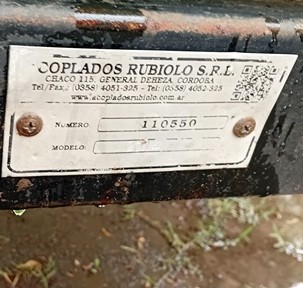 COPLADOS RUBIOLO S.R.L.
CHACO 115, GENERAL DEHEZA, CORDOBA
Tel/Fax.: (0358) 4051-325 - Tel: (0358) 4052-325
www.acopladosrubiolo.com.ar
NUMERO: 110550
MODELO: